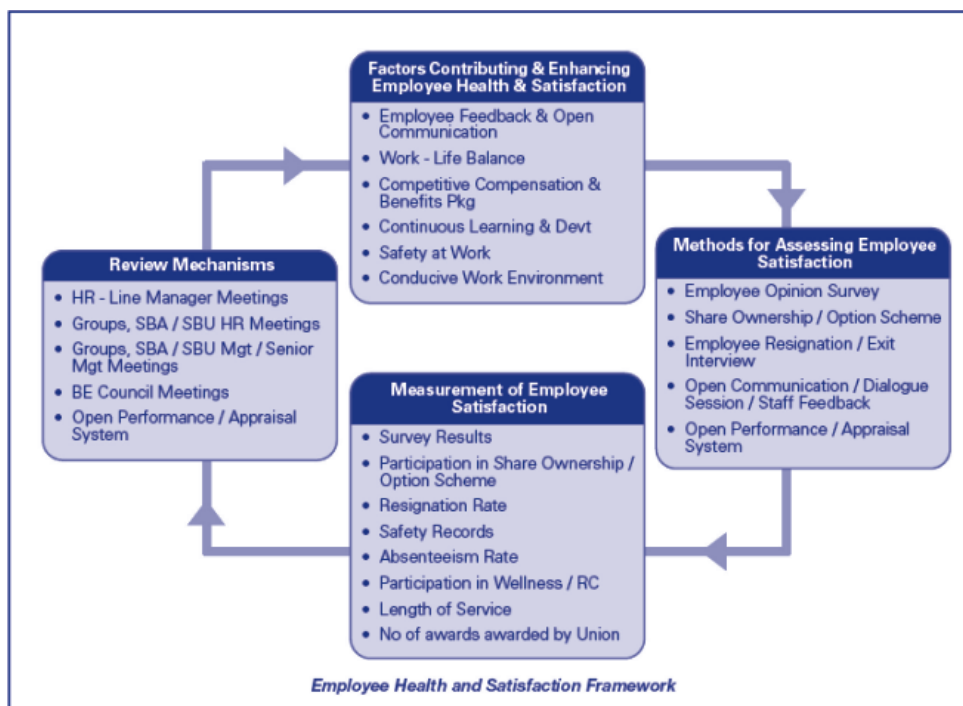 Factors Contributing & Enhancing
Employee Health & Satisfaction
• Employee Feedback & Open
Communication
• Work - Life Balance
• Competitive Compensation &
Benefits Pkg
• Continuous Learning & Devt
• Safety at Work
• Conducive Work Environment
Methods for Assessing Employee
Satisfaction
• Employee Opinion Survey
• Share Ownership / Option Scheme
• Employee Resignation / Exit
Interview
• Open Communication / Dialogue
Session / Staff Feedback
• Open Performance / Appraisal
System
Measurement of Employee
Satisfaction
• Survey Results
• Participation in Share Ownership /
Option Scheme
• Resignation Rate
• Safety Records
• Absenteeism Rate
• Participation in Wellness / RC
• Length of Service
• No of awards awarded by Union
Review Mechanisms
• HR - Line Manager Meetings
• Groups, SBA / SBU HR Meetings
• Groups, SBA / SBU Mgt / Senior
Mgt Meetings
• BE Council Meetings
• Open Performance / Appraisal
System
Employee Health and Satisfaction Framework